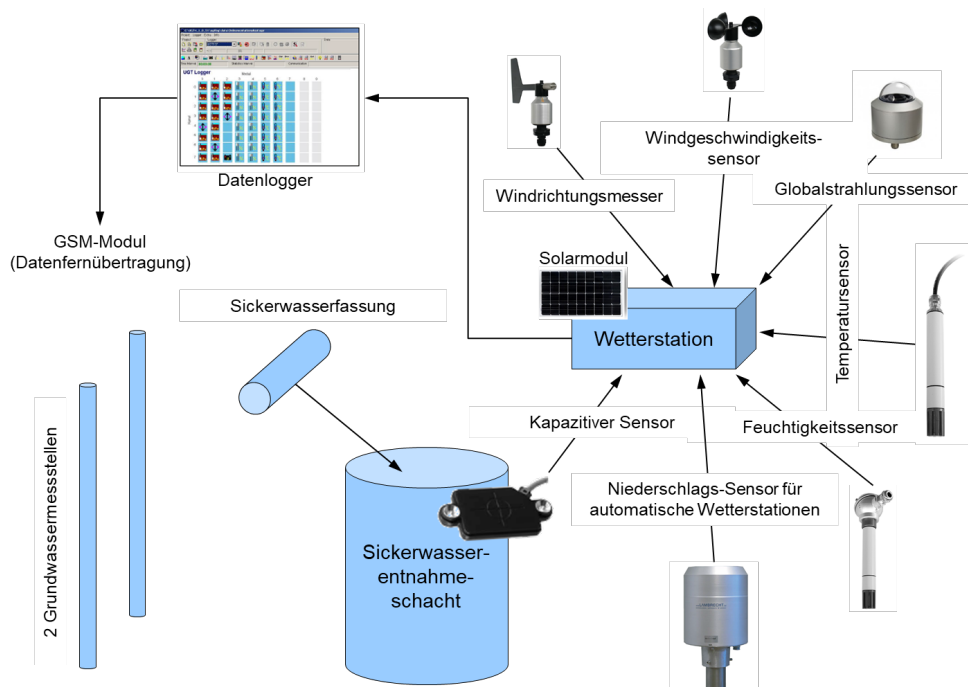 UGT Logger
Datenlogger
GSM-Modul
(Datenfernübertragung)
Windrichtungsmesser
Windgeschwindigkeits-
sensor
Globalstrahlungssensor
Temperatursensor
Solarmodul
Wetterstation
Sickerwasserfassung
Kapazitiver Sensor
Feuchtigkeitssensor
Niederschlags-Sensor für
automatische Wetterstationen
Sickerwasser-
entnahme-
schacht
2 Grundwassermessstellen